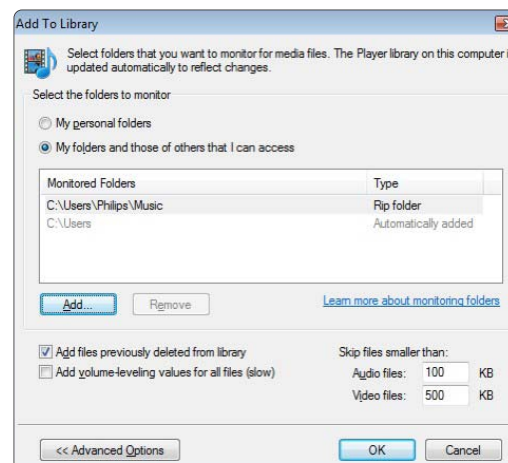 Add To Library
Select folders that you want to monitor for media files. The Player library on this computer
updated automatically to reflect changes.
Select the folders to monitor
My personal folders
My folders and those of others that I can access
Monitored Folders Type
C:\Users\Philips\Music Rip folder
C:\Users Automatically added
Add... Remove Learn more about monitoring folders
Add files previously deleted from library Skip files smaller than:
Add volume-leveling values for all files (slow) Audio files: 100 KB
Video files: 500 KB
<< Advanced Options OK Cancel